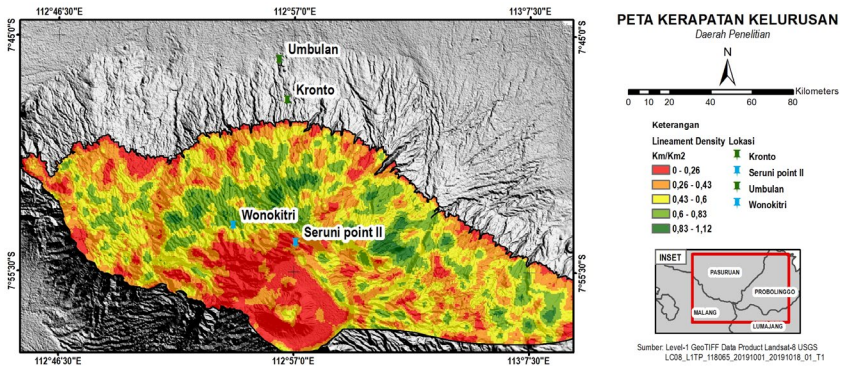 112°46'30"E
112°57'0"E
113°7'30"E
7°45'0"S
7°45'0"S
Umbulan
Kronto
Wonokitri
Seruni point II
7°55'30"S
7°55'30"S
112°46'30"E
112°57'0"E
113°7'30"E
PETA KERAPATAN KELURUSAN
Daerah Penelitian
N
Kilometers
0 10 20 40 60 80
Keterangan
Lineament Density Lokasi
Km/Km2
0 - 0,26
0,26 - 0,43
0,43 - 0,6
0,6 - 0,83
0,83 - 1,12
Kronto
Seruni point II
Umbulan
Wonokitri
INSET
PASURUAN
PROBOLINGGO
MALANG
LUMAJANG
Sumber: Level-1 GeoTIFF Data Product Landsat-8 USGS
LC08_L1TP_118065_20191001_20191018_01_T1